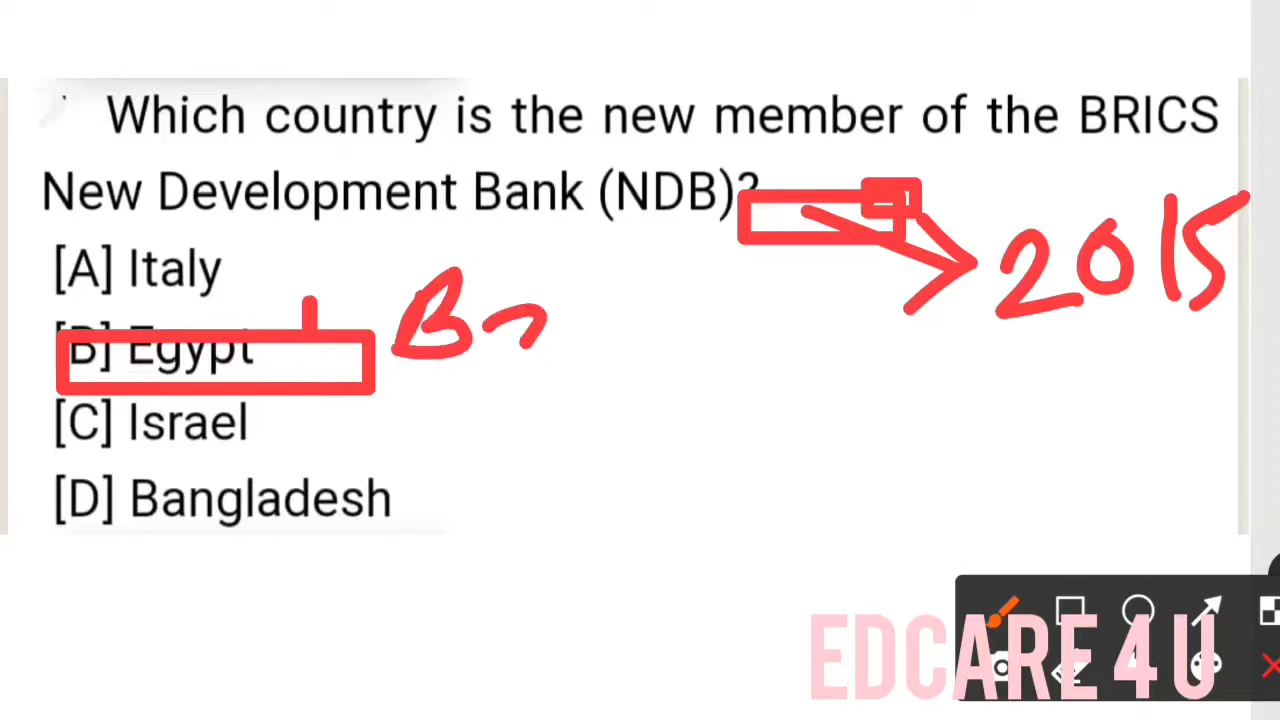 Which country is the new member of the BRICS
New Development Bank (NDB)?
2015
[A] Italy
[B] Egypt
[C] Israel
[D] Bangladesh
EDCARE 4 U